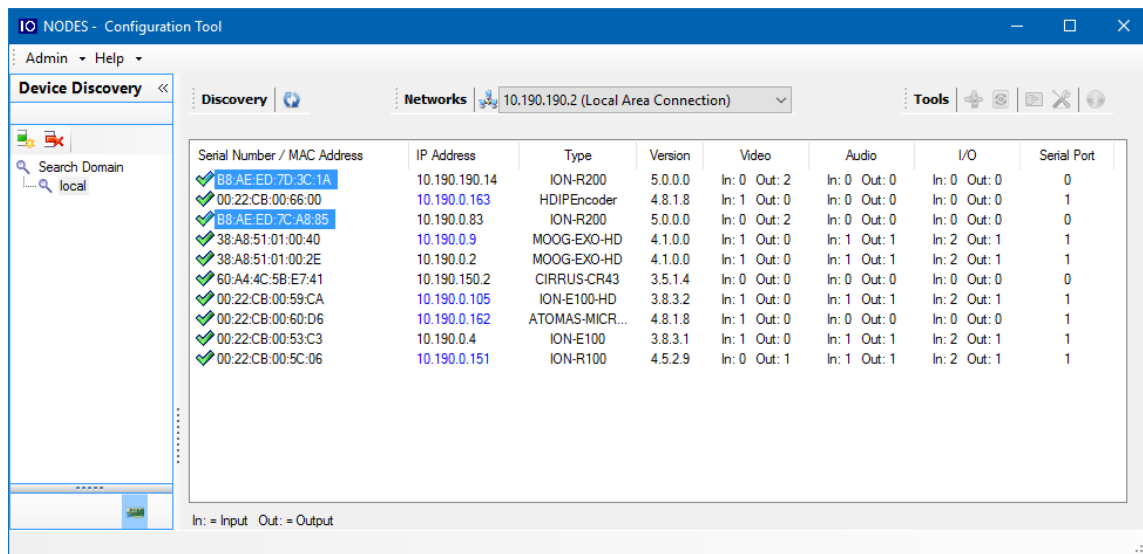 IO NODES - Configuration Tool
Admin Help
Device Discovery «
Discovery Networks 10.190.190.2 (Local Area Connection) Tools
Search Domain
local
Serial Number / MAC Address IP Address Type Version Video Audio I/O Serial Port
B8:AE:ED:7D:3C:1A 10.190.190.14 ION-R200 5.0.0.0 In: 0 Out: 2 In: 0 Out: 0 In: 0 Out: 0 0
00:22:CB:00:66:00 10.190.0.163 HDIPEncoder 4.8.1.8 In: 1 Out: 0 In: 0 Out: 0 In: 0 Out: 0 1
B8:AE:ED:7C:A8:85 10.190.0.83 ION-R200 5.0.0.0 In: 0 Out: 2 In: 0 Out: 0 In: 0 Out: 0 0
38:A8:51:01:00:40 10.190.0.9 MOOG-EXO-HD 4.1.0.0 In: 1 Out: 0 In: 1 Out: 1 In: 2 Out: 1 1
38:A8:51:01:00:2E 10.190.0.2 MOOG-EXO-HD 4.1.0.0 In: 1 Out: 0 In: 1 Out: 1 In: 2 Out: 1 1
60:A4:4C:5B:E7:41 10.190.150.2 CIRRUS-CR43 3.5.1.4 In: 0 Out: 0 In: 0 Out: 0 In: 0 Out: 0 0
00:22:CB:00:59:CA 10.190.0.105 ION-E100-HD 3.8.3.2 In: 1 Out: 0 In: 1 Out: 1 In: 2 Out: 1 1
00:22:CB:00:60:D6 10.190.0.162 ATOMAS-MICR... 4.8.1.8 In: 1 Out: 0 In: 0 Out: 0 In: 0 Out: 0 1
00:22:CB:00:53:C3 10.190.0.4 ION-E100 3.8.3.1 In: 1 Out: 0 In: 1 Out: 1 In: 2 Out: 1 1
00:22:CB:00:5C:06 10.190.0.151 ION-R100 4.5.2.9 In: 0 Out: 1 In: 1 Out: 1 In: 2 Out: 1 1
In: = Input Out: = Output